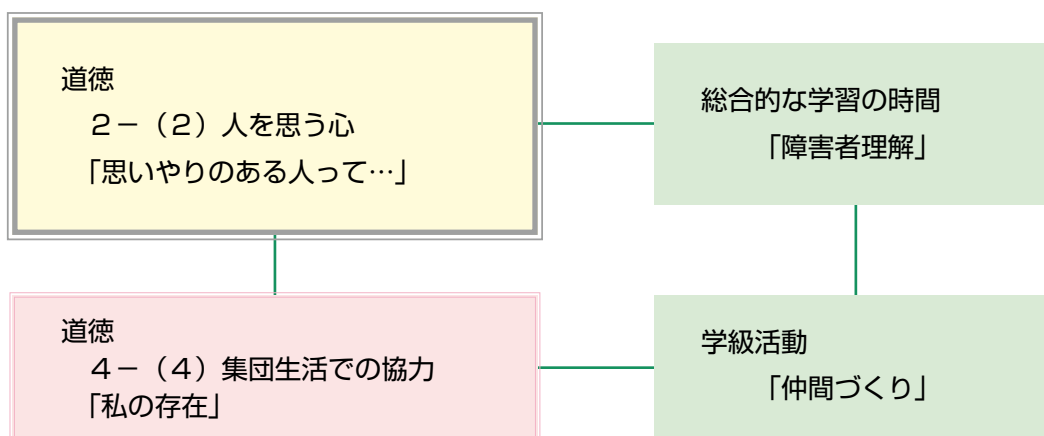 道徳
２－（２）人を思う心
「思いやりのある人って…」
総合的な学習の時間
「障害者理解」
道徳
４－（４）集団生活での協力
「私の存在」
学級活動
「仲間づくり」